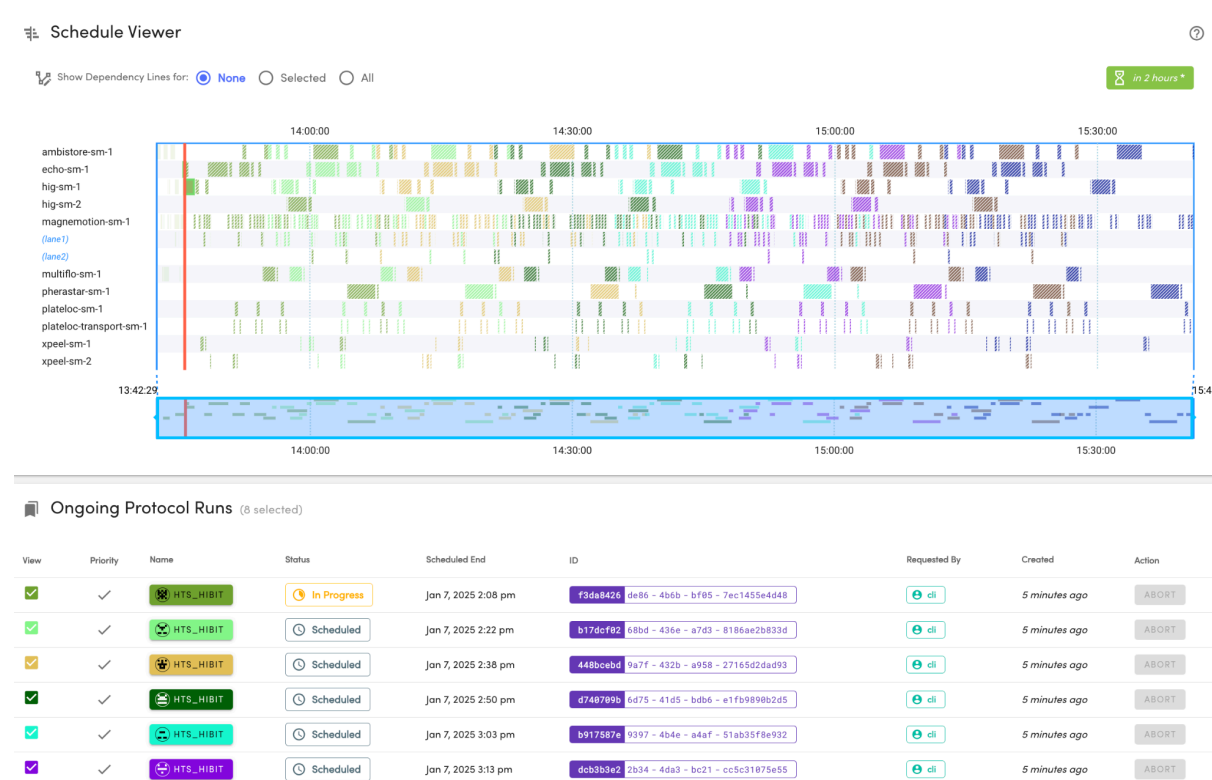 Schedule Viewer
Show Dependency Lines for: None Selected All
in 2 hours *
14:00:00 14:30:00 15:00:00 15:30:00
ambistore-sm-1
echo-sm-1
hig-sm-1
hig-sm-2
magnemotion-sm-1
(lane1)
(lane2)
multiflo-sm-1
pherastar-sm-1
plateloc-sm-1
plateloc-transport-sm-1
xpeel-sm-1
xpeel-sm-2
13:42:29 15:4
14:00:00 14:30:00 15:00:00 15:30:00
Ongoing Protocol Runs (8 selected)
View Priority Name Status Scheduled End ID Requested By Created Action
HTS_HIBIT In Progress Jan 7, 2025 2:08 pm f3da8426 de86 - 4b6b - bf05 - 7ec1455e4d48 cli 5 minutes ago ABORT
HTS_HIBIT Scheduled Jan 7, 2025 2:22 pm b17dcf02 68bd - 436e - a7d3 - 8186ae2b833d cli 5 minutes ago ABORT
HTS_HIBIT Scheduled Jan 7, 2025 2:38 pm 448bcebd 9a7f - 432b - a958 - 27165d2dad93 cli 5 minutes ago ABORT
HTS_HIBIT Scheduled Jan 7, 2025 2:50 pm d740709b 6d75 - 41d5 - bdb6 - e1fb9890b2d5 cli 5 minutes ago ABORT
HTS_HIBIT Scheduled Jan 7, 2025 3:03 pm b917587e 9397 - 4b4e - a4af - 51ab35f8e932 cli 5 minutes ago ABORT
HTS_HIBIT Scheduled Jan 7, 2025 3:13 pm dcb3b3e2 2b34 - 4da3 - bc21 - cc5c31075e55 cli 5 minutes ago ABORT